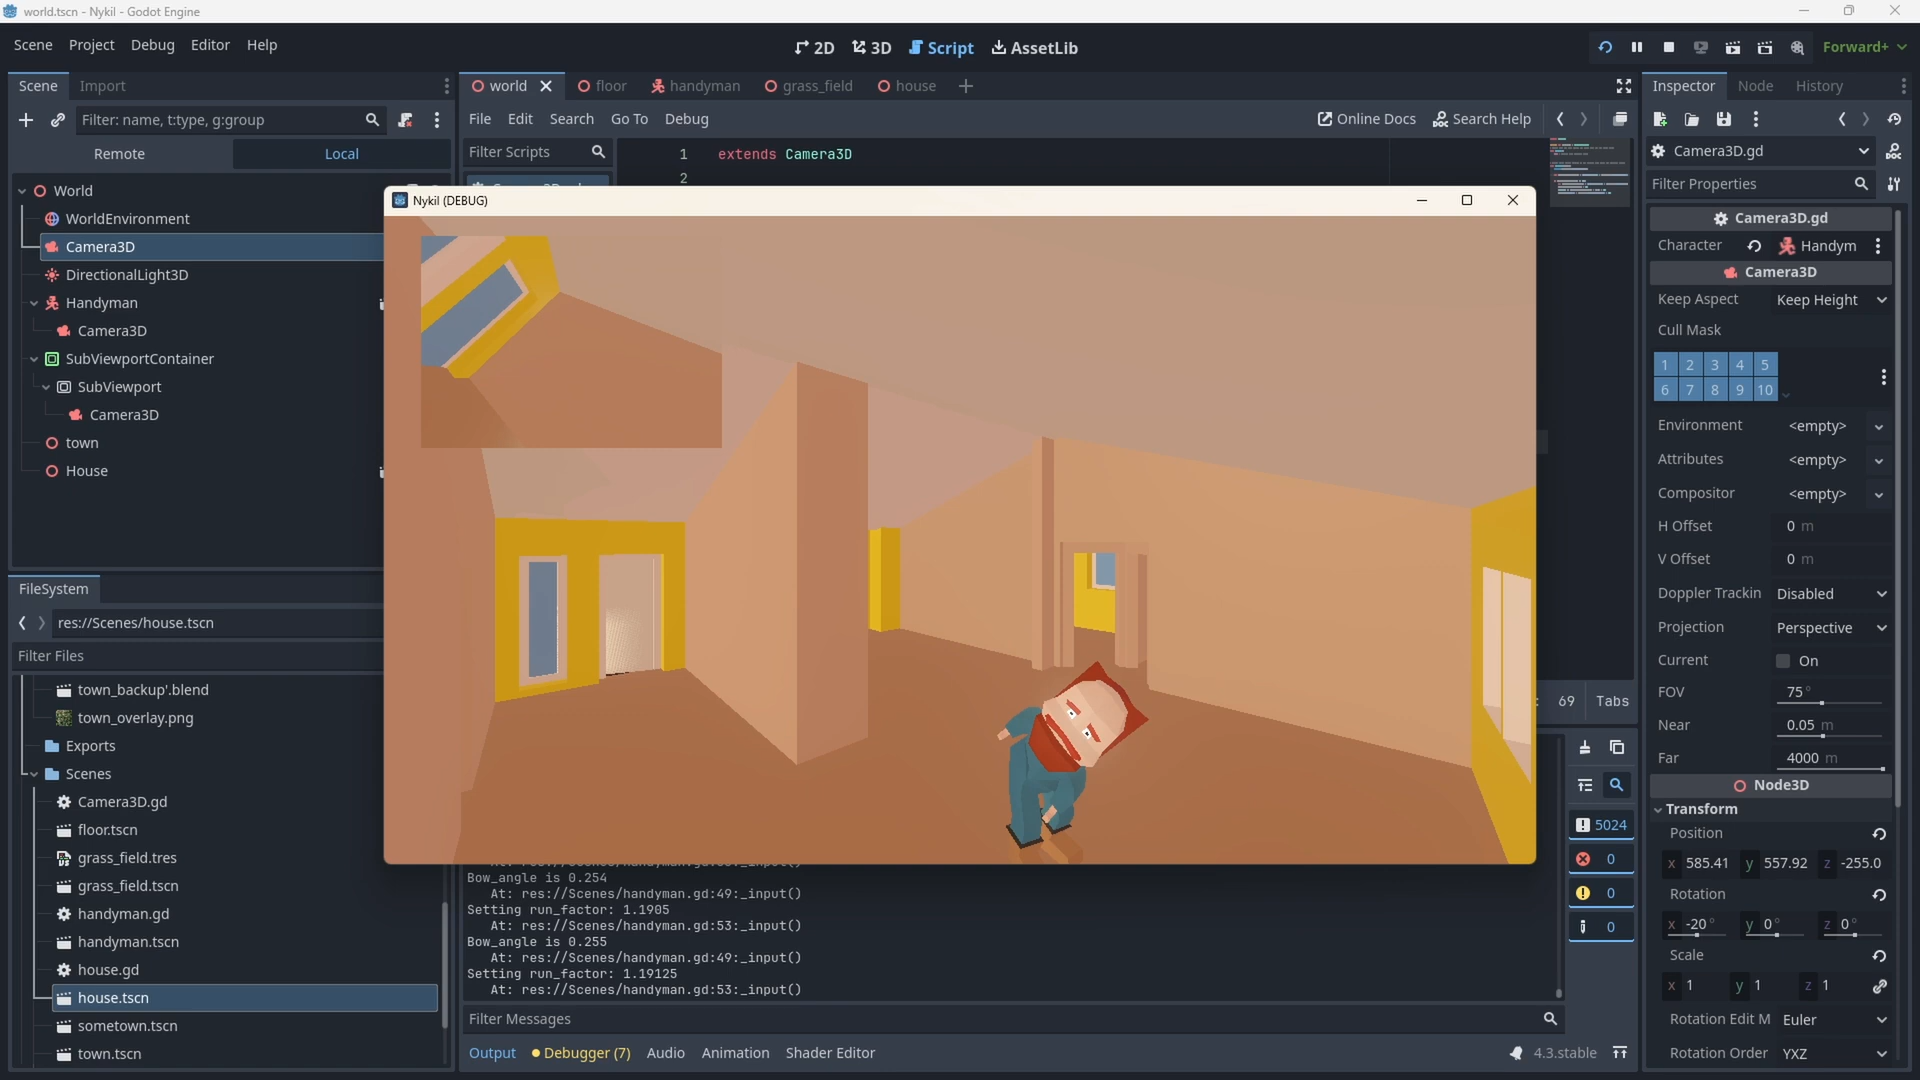 world.tscn - Nykil - Godot Engine
Scene Project Debug Editor Help
2D 3D Script AssetLib
Forward+
Scene Import
world floor handyman grass_field house
Inspector Node History
Filter: name, t:type, g:group
File Edit Search Go To Debug
Online Docs Search Help
Remote Local
Filter Scripts
1 extends Camera3D
2
Camera3D.gd
Filter Properties
World
WorldEnvironment
Camera3D
DirectionalLight3D
Handyman
Camera3D
SubViewportContainer
SubViewport
Camera3D
town
House
Nykil (DEBUG)
Camera3D.gd
Character Handym
Camera3D
Keep Aspect Keep Height
Cull Mask
1 2 3 4 5
6 7 8 9 10
Environment <empty>
Attributes <empty>
Compositor <empty>
H Offset 0 m
V Offset 0 m
Doppler Trackin Disabled
Projection Perspective
Current On
FOV 75 °
Near 0.05 m
Far 4000 m
Node3D
Transform
Position
x 585.41 y 557.92 z -255.0
Rotation
x -20° y 0° z 0°
Scale
x 1 y 1 z 1
Rotation Edit M Euler
Rotation Order YXZ
FileSystem
res://Scenes/house.tscn
Filter Files
town_backup'.blend
town_overlay.png
Exports
Scenes
Camera3D.gd
floor.tscn
grass_field.tres
grass_field.tscn
handyman.gd
handyman.tscn
house.gd
house.tscn
sometown.tscn
town.tscn
: 69 Tabs
5024
0
0
0
Bow_angle is 0.254
At: res://Scenes/handyman.gd:49:_input()
Setting run_factor: 1.1905
At: res://Scenes/handyman.gd:53:_input()
Bow_angle is 0.255
At: res://Scenes/handyman.gd:49:_input()
Setting run_factor: 1.19125
At: res://Scenes/handyman.gd:53:_input()
Filter Messages
Output Debugger (7) Audio Animation Shader Editor
4.3.stable